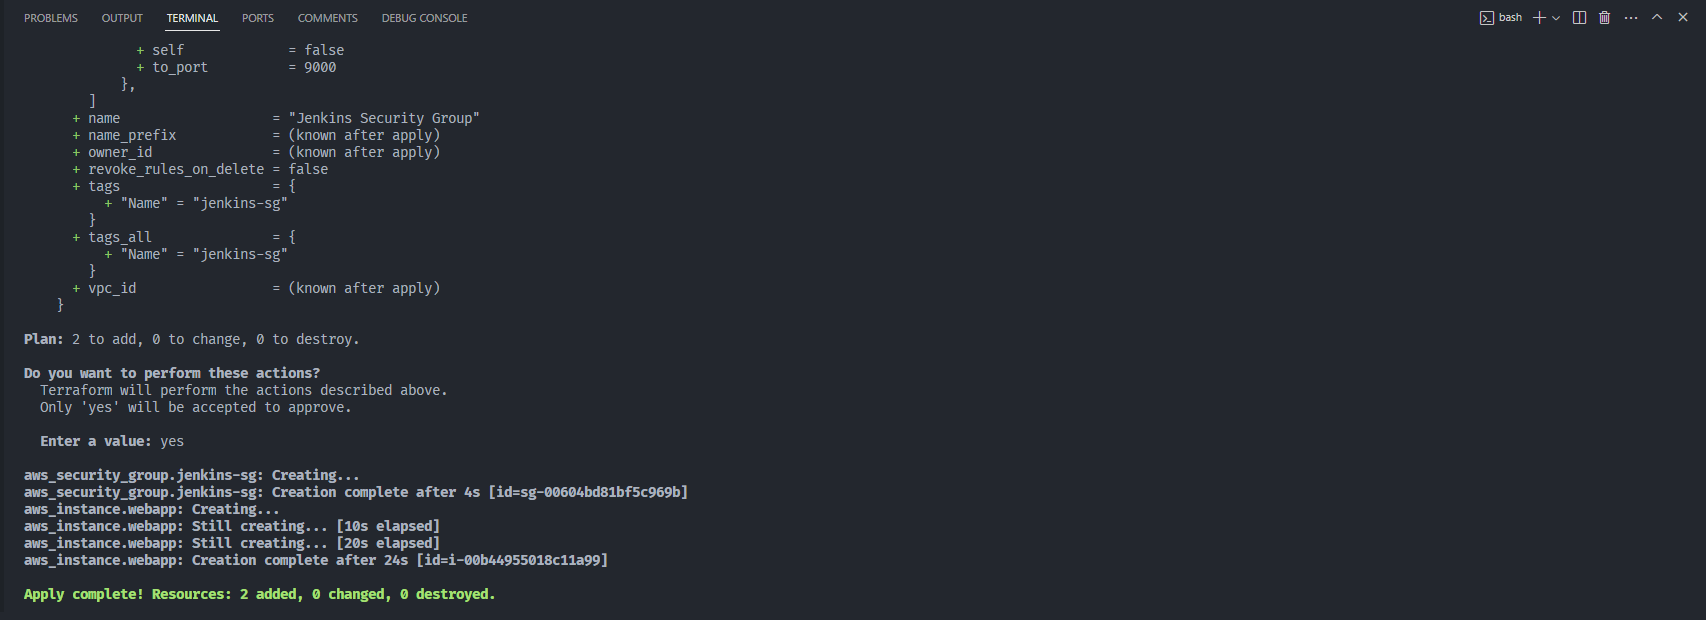 PROBLEMS OUTPUT TERMINAL PORTS COMMENTS DEBUG CONSOLE bash
+ self = false
+ to_port = 9000
},
]
+ name = "Jenkins Security Group"
+ name_prefix = (known after apply)
+ owner_id = (known after apply)
+ revoke_rules_on_delete = false
+ tags = {
+ "Name" = "jenkins-sg"
}
+ tags_all = {
+ "Name" = "jenkins-sg"
}
+ vpc_id = (known after apply)
}
Plan: 2 to add, 0 to change, 0 to destroy.
Do you want to perform these actions?
Terraform will perform the actions described above.
Only 'yes' will be accepted to approve.
Enter a value: yes
aws_security_group.jenkins-sg: Creating...
aws_security_group.jenkins-sg: Creation complete after 4s [id=sg-00604bd81bf5c969b]
aws_instance.webapp: Creating...
aws_instance.webapp: Still creating... [10s elapsed]
aws_instance.webapp: Still creating... [20s elapsed]
aws_instance.webapp: Creation complete after 24s [id=i-00b44955018c11a99]
Apply complete! Resources: 2 added, 0 changed, 0 destroyed.